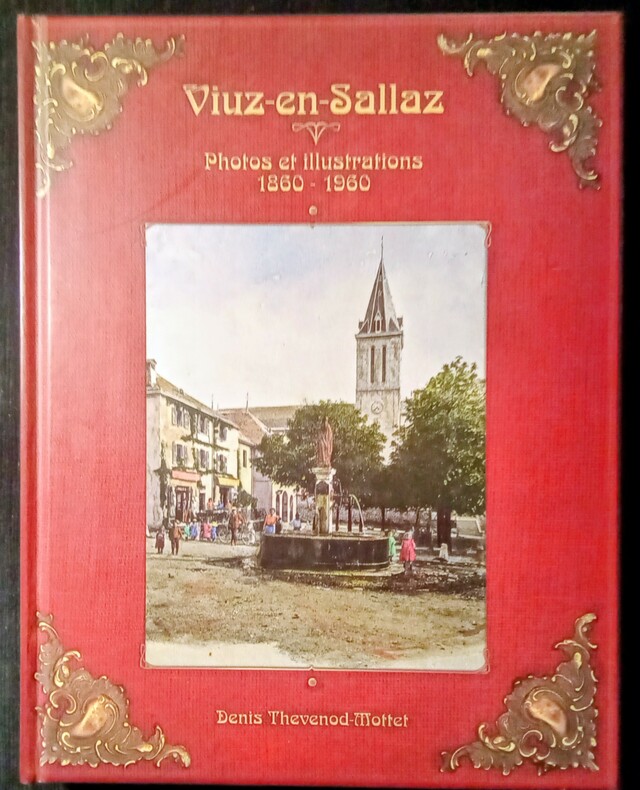 Viuz-en-Sallaz
Photos et illustrations
1860 - 1960
Denis Thevenod-Mottet